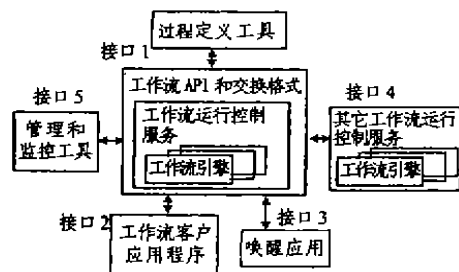 过程定义工具
接口1
工作流API和交换格式
接口5
接口4
工作流运行控制
服务
管理和
监控工具
其它工作流运行
控制服务
工作流引擎
工作流引擎
接口2
接口3
工作流客户
应用程序
唤醒应用